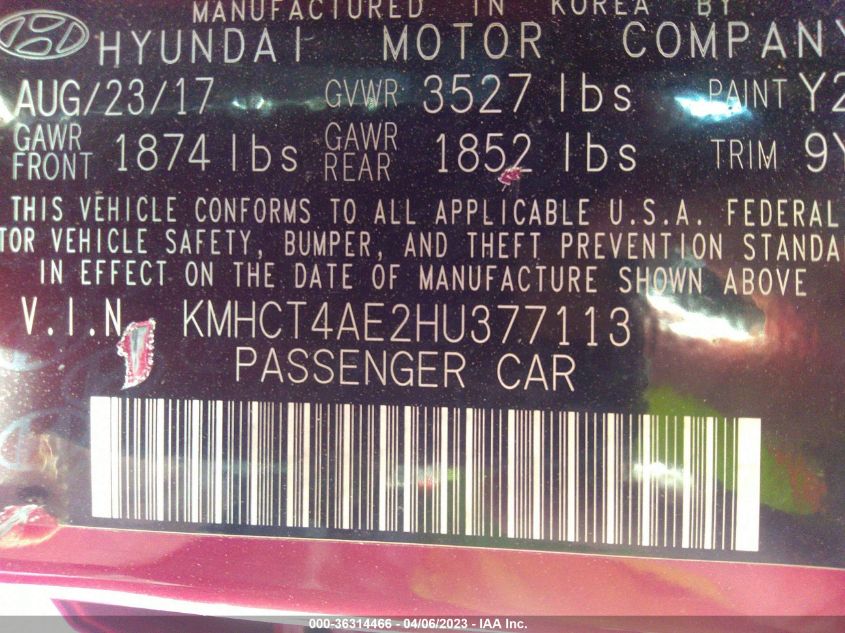 MANUFACTURED IN KOREA BY
HYUNDAI MOTOR COMPANY
AUG/23/17 GVWR 3527 lbs PAINT Y2
GAWR FRONT 1874 lbs GAWR REAR 1852 lbs TRIM 9Y
THIS VEHICLE CONFORMS TO ALL APPLICABLE U.S.A. FEDERAL
TOR VEHICLE SAFETY, BUMPER, AND THEFT PREVENTION STANDA
IN EFFECT ON THE DATE OF MANUFACTURE SHOWN ABOVE
V.I.N KMHCT4AE2HU377113
PASSENGER CAR
000-36314466 - 04/06/2023 - IAA Inc.